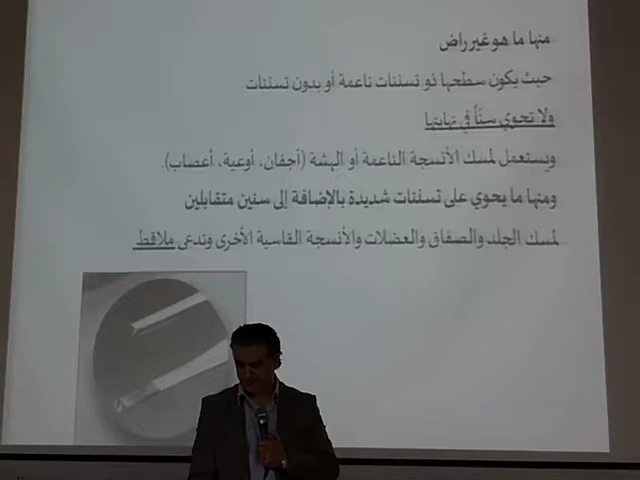 منها ما هو غير راض
حيث يكون سطحها ذو تسننات ناعمة أو بدون تسننات
ولا تحوي سناً في نهايتها
ويستعمل لمسك الأنسجة الناعمة أو الهشة (أجفان، أوعية، أعصاب).
ومنها ما يحوي على تسننات شديدة بالإضافة إلى سنين متقابلين
لمسك الجلد والصفاق والعضلات والأنسجة القاسية الأخرى وتدعى ملاقط